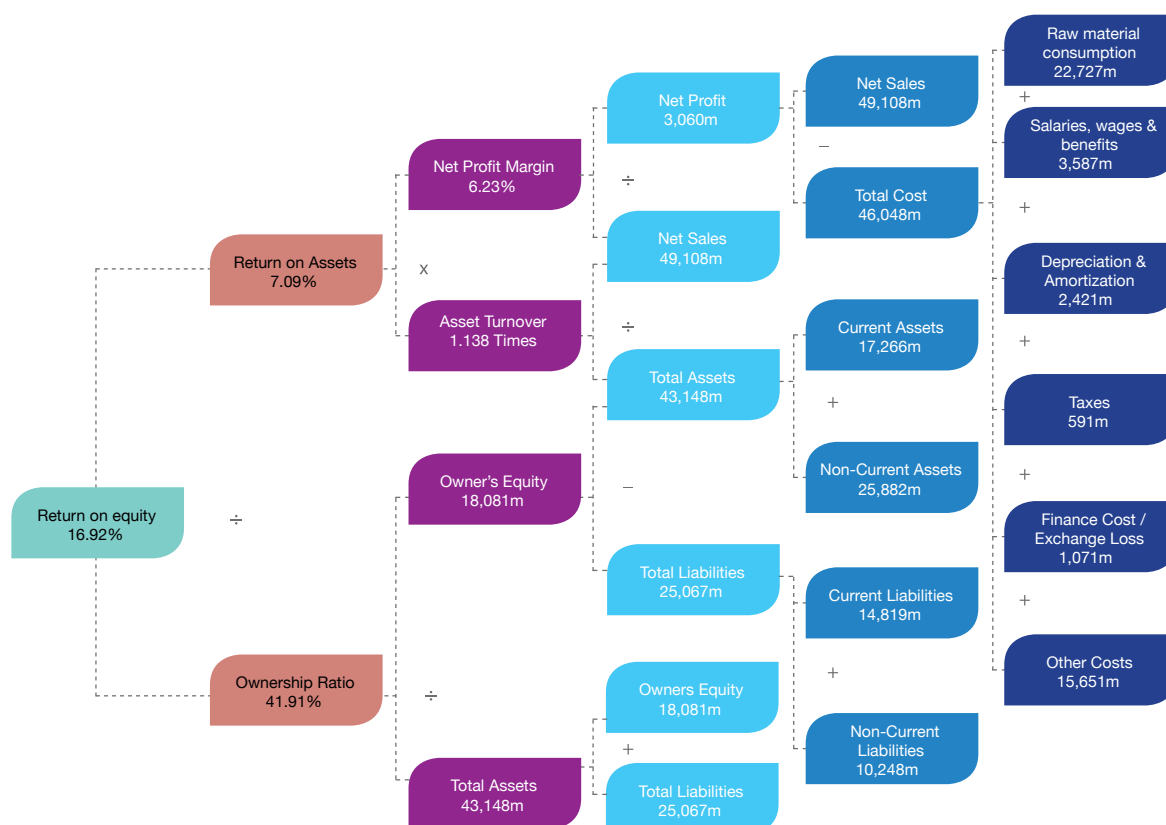 Return on equity
16.92%
÷
Return on Assets
7.09%
Ownership Ratio
41.91%
Net Profit Margin
6.23%
x
Asset Turnover
1.138 Times
Owner's Equity
18,081m
÷
Total Assets
43,148m
Net Profit
3,060m
÷
Net Sales
49,108m
÷
Total Assets
43,148m
–
Total Liabilities
25,067m
Owners Equity
18,081m
+
Total Liabilities
25,067m
Net Sales
49,108m
–
Total Cost
46,048m
Current Assets
17,266m
+
Non-Current Assets
25,882m
Current Liabilities
14,819m
+
Non-Current
Liabilities
10,248m
Raw material
consumption
22,727m
+
Salaries, wages &
benefits
3,587m
+
Depreciation &
Amortization
2,421m
+
Taxes
591m
+
Finance Cost /
Exchange Loss
1,071m
+
Other Costs
15,651m